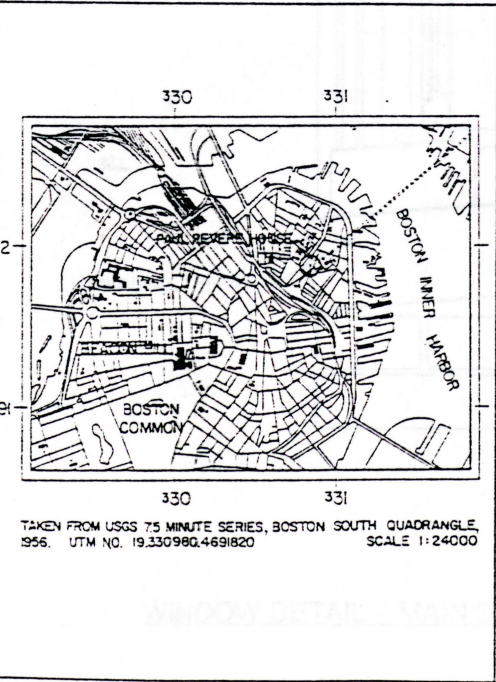 330 331
PAUL REVERE HOUSE
BOSTON INNER HARBOR
BEACON
BOSTON
COMMON
330 331
TAKEN FROM USGS 7.5 MINUTE SERIES, BOSTON SOUTH QUADRANGLE,
1956. UTM NO. 19.330980.4691820 SCALE 1:24000